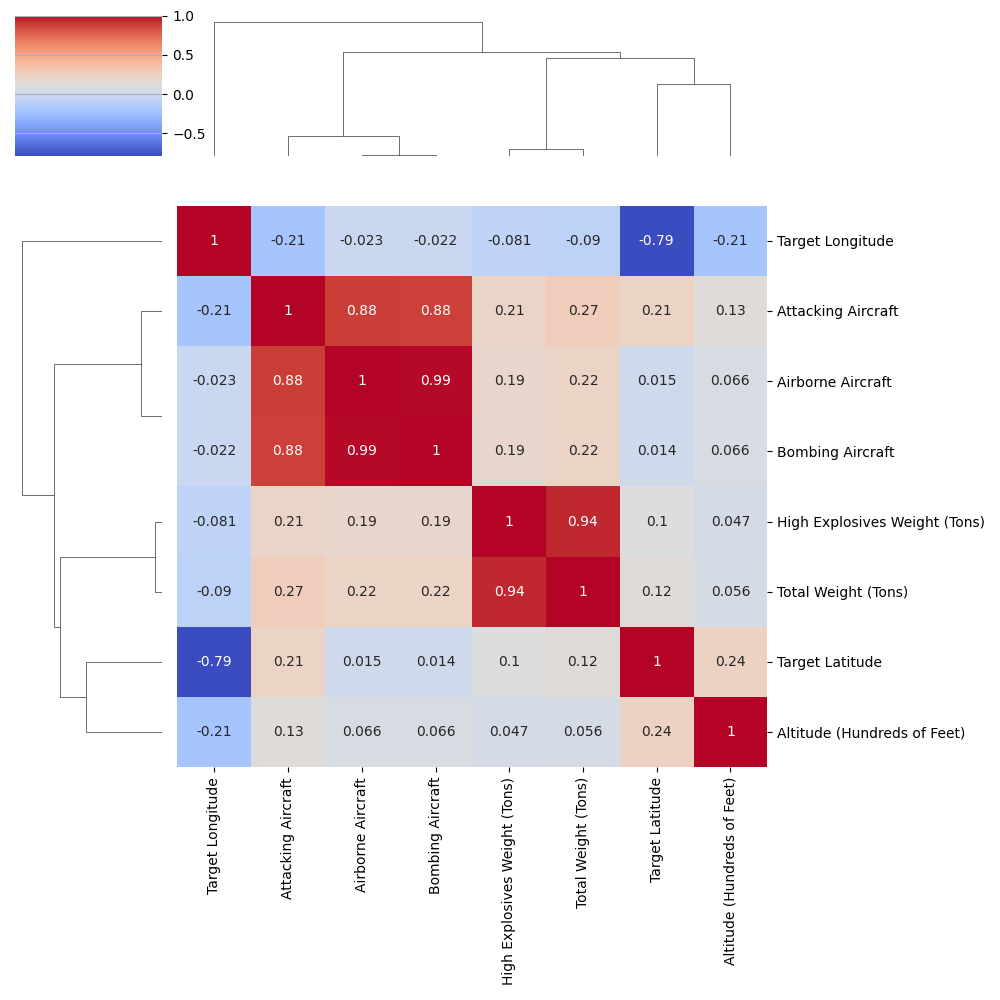 1.0
0.5
0.0
−0.5
1 -0.21 -0.023 -0.022 -0.081 -0.09 -0.79 -0.21 Target Longitude
-0.21 1 0.88 0.88 0.21 0.27 0.21 0.13 Attacking Aircraft
-0.023 0.88 1 0.99 0.19 0.22 0.015 0.066 Airborne Aircraft
-0.022 0.88 0.99 1 0.19 0.22 0.014 0.066 Bombing Aircraft
-0.081 0.21 0.19 0.19 1 0.94 0.1 0.047 High Explosives Weight (Tons)
-0.09 0.27 0.22 0.22 0.94 1 0.12 0.056 Total Weight (Tons)
-0.79 0.21 0.015 0.014 0.1 0.12 1 0.24 Target Latitude
-0.21 0.13 0.066 0.066 0.047 0.056 0.24 1 Altitude (Hundreds of Feet)
Target Longitude
Attacking Aircraft
Airborne Aircraft
Bombing Aircraft
High Explosives Weight (Tons)
Total Weight (Tons)
Target Latitude
Altitude (Hundreds of Feet)